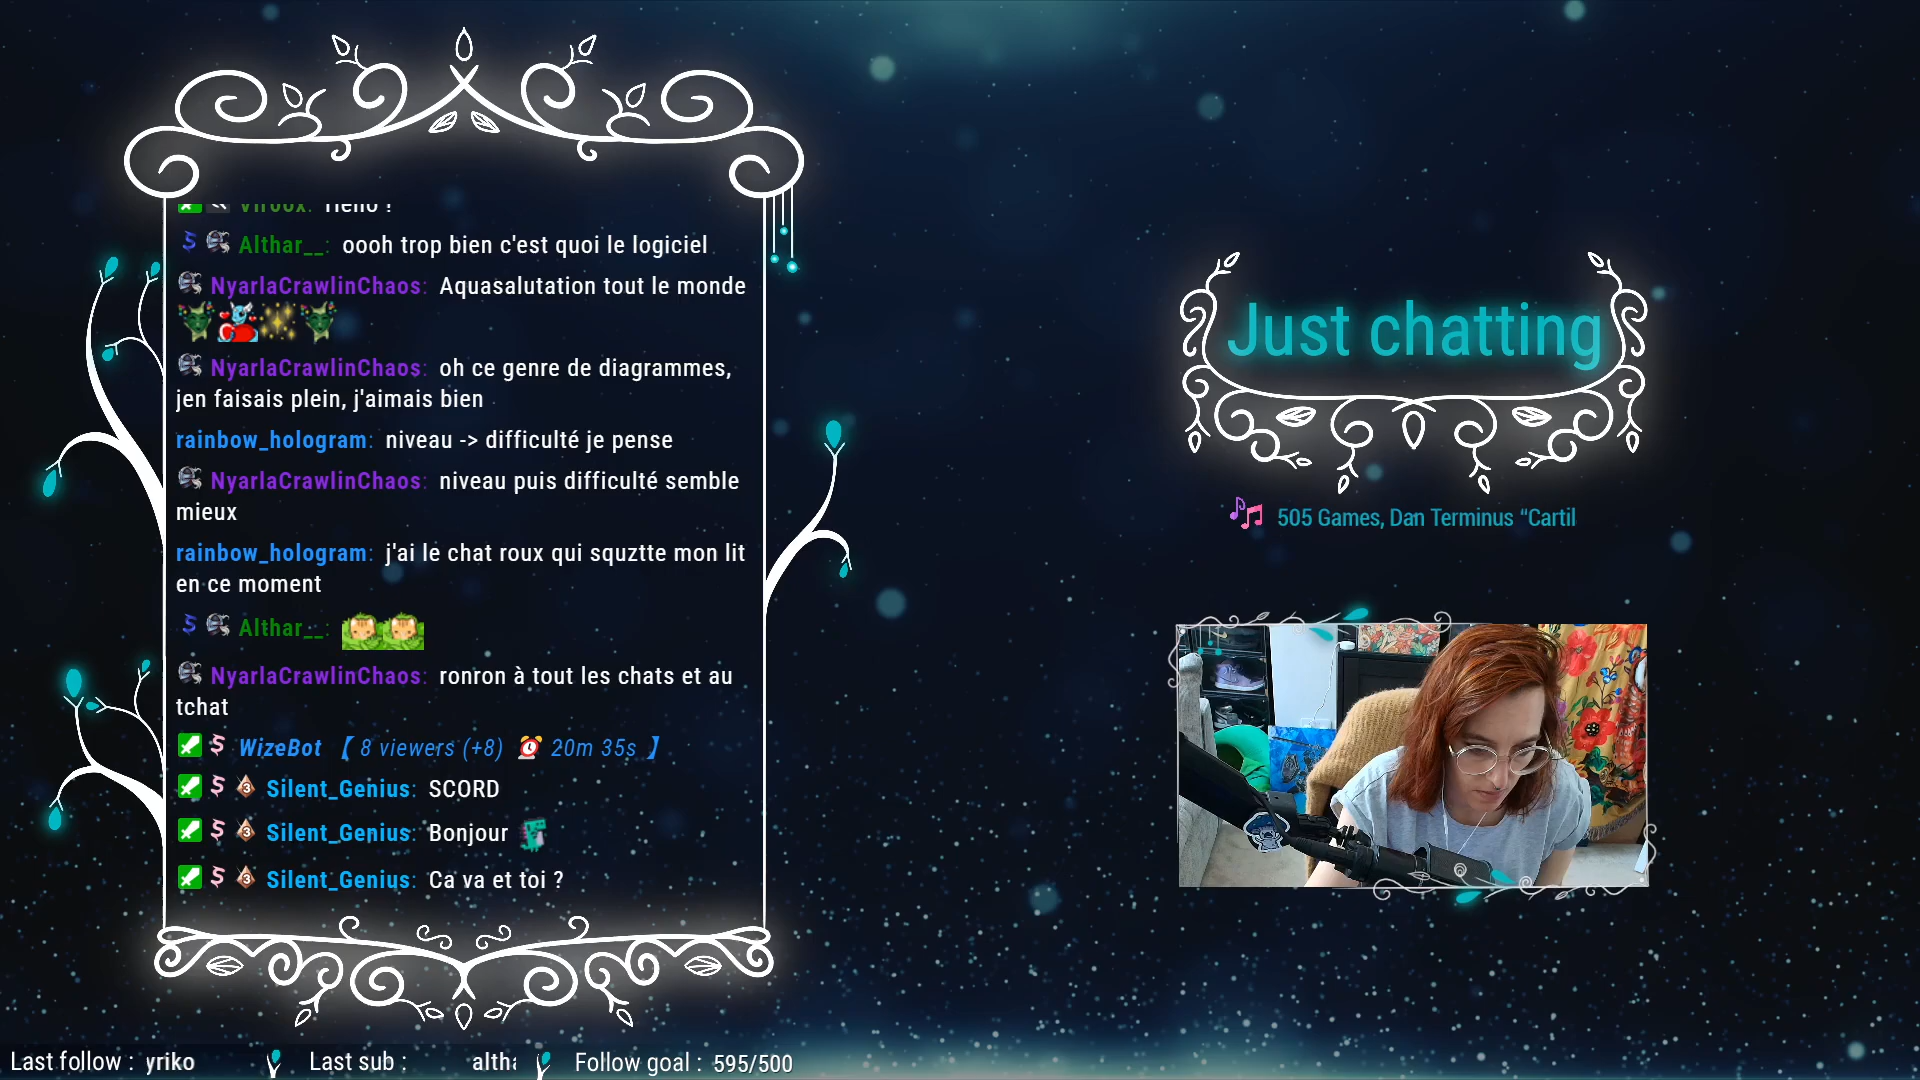 Viroux: Hello !
Althar__: oooh trop bien c'est quoi le logiciel
NyarlaCrawlinChaos: Aquasalutation tout le monde
NyarlaCrawlinChaos: oh ce genre de diagrammes,
jen faisais plein, j'aimais bien
rainbow_hologram: niveau -> difficulté je pense
NyarlaCrawlinChaos: niveau puis difficulté semble
mieux
rainbow_hologram: j'ai le chat roux qui squztte mon lit
en ce moment
Althar__:
NyarlaCrawlinChaos: ronron à tout les chats et au
tchat
WizeBot 【 8 viewers (+8) ⏰ 20m 35s 】
Silent_Genius: SCORD
Silent_Genius: Bonjour
Silent_Genius: Ca va et toi ?
Just chatting
505 Games, Dan Terminus “Cartil
Last follow : yriko
Last sub : altha
Follow goal : 595/500